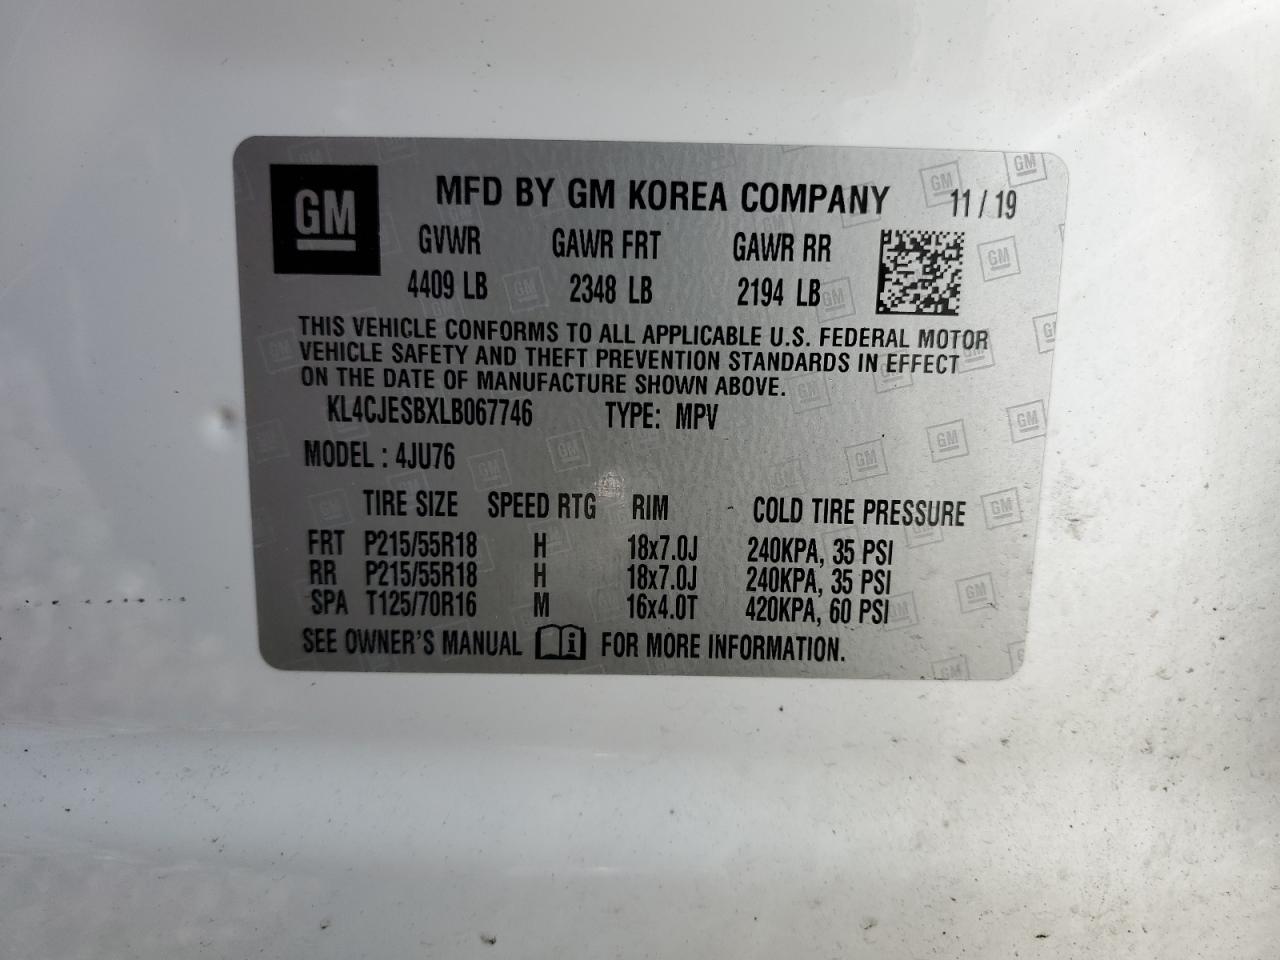 GM
MFD BY GM KOREA COMPANY 11 / 19
GVWR GAWR FRT GAWR RR
4409 LB 2348 LB 2194 LB
THIS VEHICLE CONFORMS TO ALL APPLICABLE U.S. FEDERAL MOTOR
VEHICLE SAFETY AND THEFT PREVENTION STANDARDS IN EFFECT
ON THE DATE OF MANUFACTURE SHOWN ABOVE.
KL4CJESBXLB067746 TYPE: MPV
MODEL : 4JU76
TIRE SIZE SPEED RTG RIM COLD TIRE PRESSURE
FRT P215/55R18 H 18x7.0J 240KPA, 35 PSI
RR P215/55R18 H 18x7.0J 240KPA, 35 PSI
SPA T125/70R16 M 16x4.0T 420KPA, 60 PSI
SEE OWNER'S MANUAL FOR MORE INFORMATION.